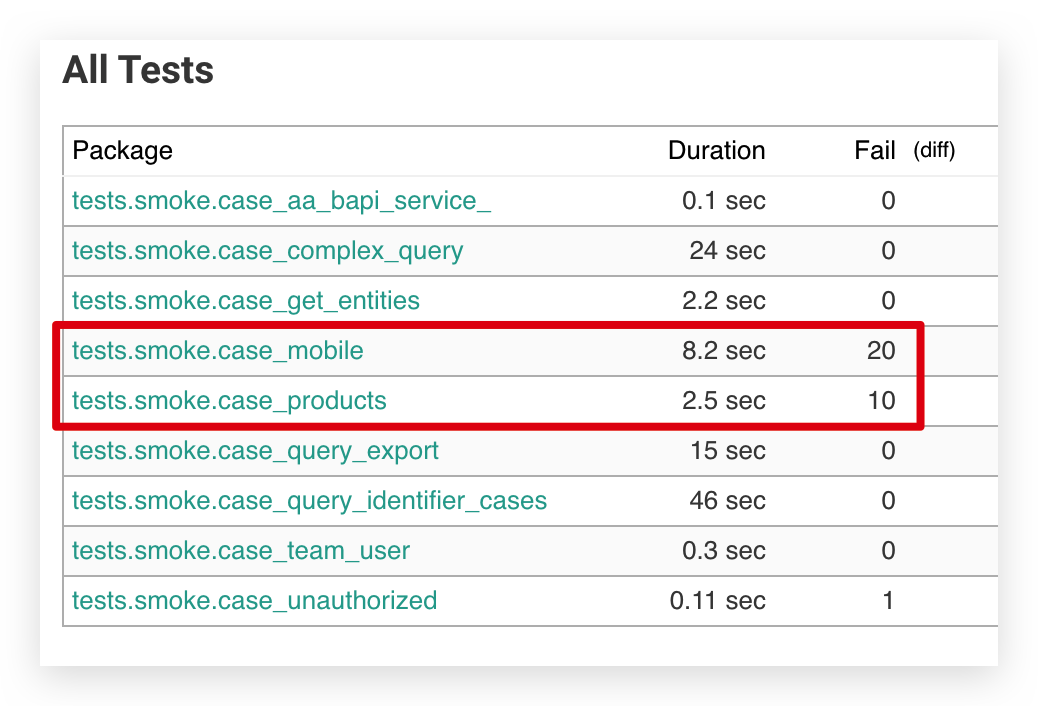 All Tests
Package Duration Fail (diff)
tests.smoke.case_aa_bapi_service_ 0.1 sec 0
tests.smoke.case_complex_query 24 sec 0
tests.smoke.case_get_entities 2.2 sec 0
tests.smoke.case_mobile 8.2 sec 20
tests.smoke.case_products 2.5 sec 10
tests.smoke.case_query_export 15 sec 0
tests.smoke.case_query_identifier_cases 46 sec 0
tests.smoke.case_team_user 0.3 sec 0
tests.smoke.case_unauthorized 0.11 sec 1